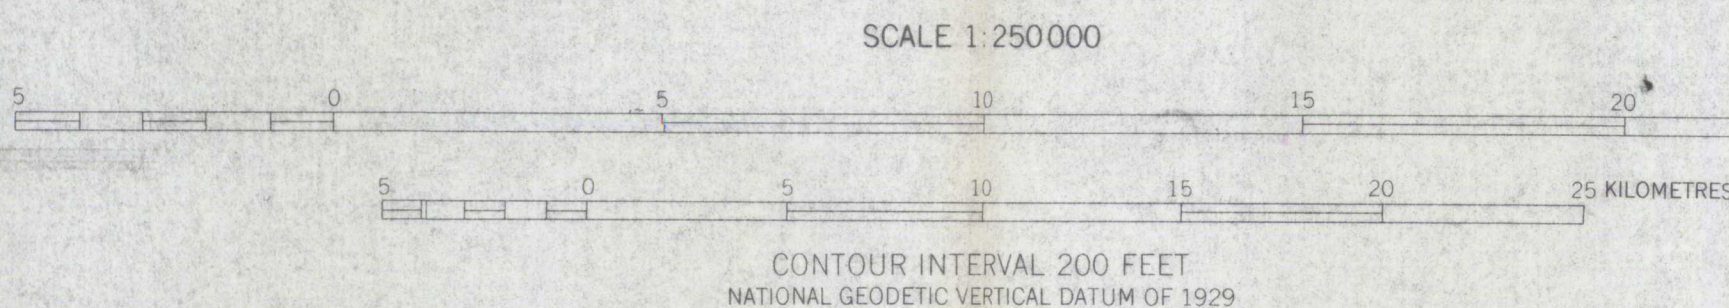 SCALE 1:250000
5 0 5 10 15 20
5 0 5 10 15 20 25 KILOMETRES
CONTOUR INTERVAL 200 FEET
NATIONAL GEODETIC VERTICAL DATUM OF 1929